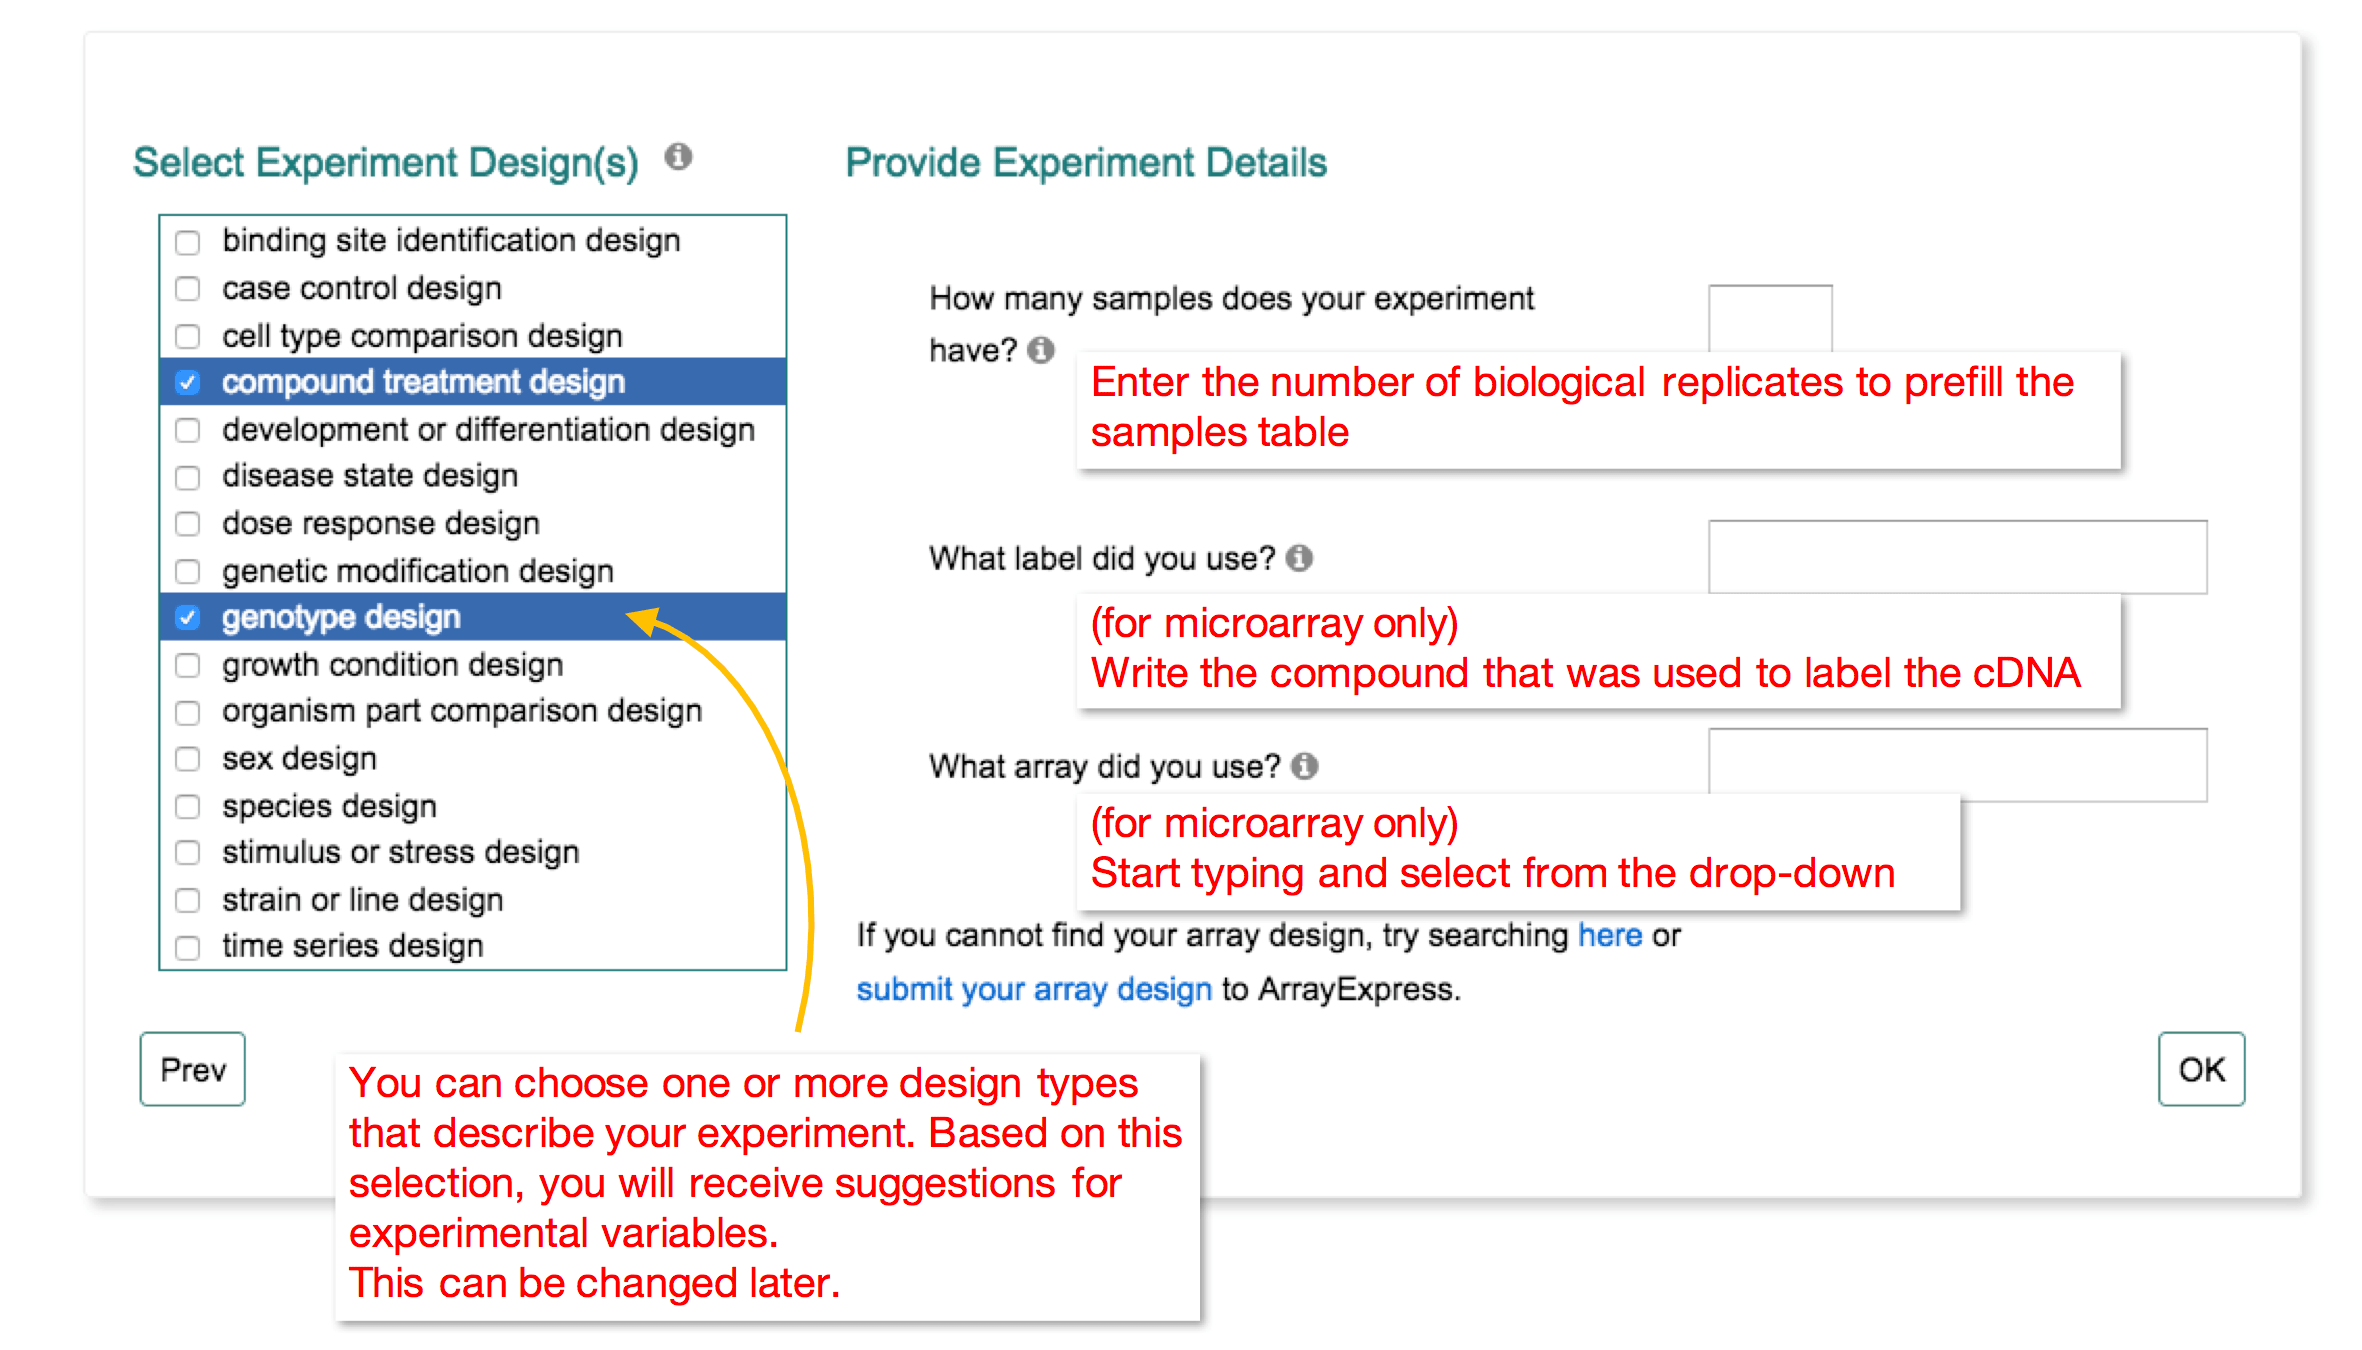 Select Experiment Design(s)
binding site identification design
case control design
cell type comparison design
compound treatment design
development or differentiation design
disease state design
dose response design
genetic modification design
genotype design
growth condition design
organism part comparison design
sex design
species design
stimulus or stress design
strain or line design
time series design
Provide Experiment Details
How many samples does your experiment
have?
Enter the number of biological replicates to prefill the
samples table
What label did you use?
(for microarray only)
Write the compound that was used to label the cDNA
What array did you use?
(for microarray only)
Start typing and select from the drop-down
If you cannot find your array design, try searching here or
submit your array design to ArrayExpress.
Prev
You can choose one or more design types
that describe your experiment. Based on this
selection, you will receive suggestions for
experimental variables.
This can be changed later.
OK